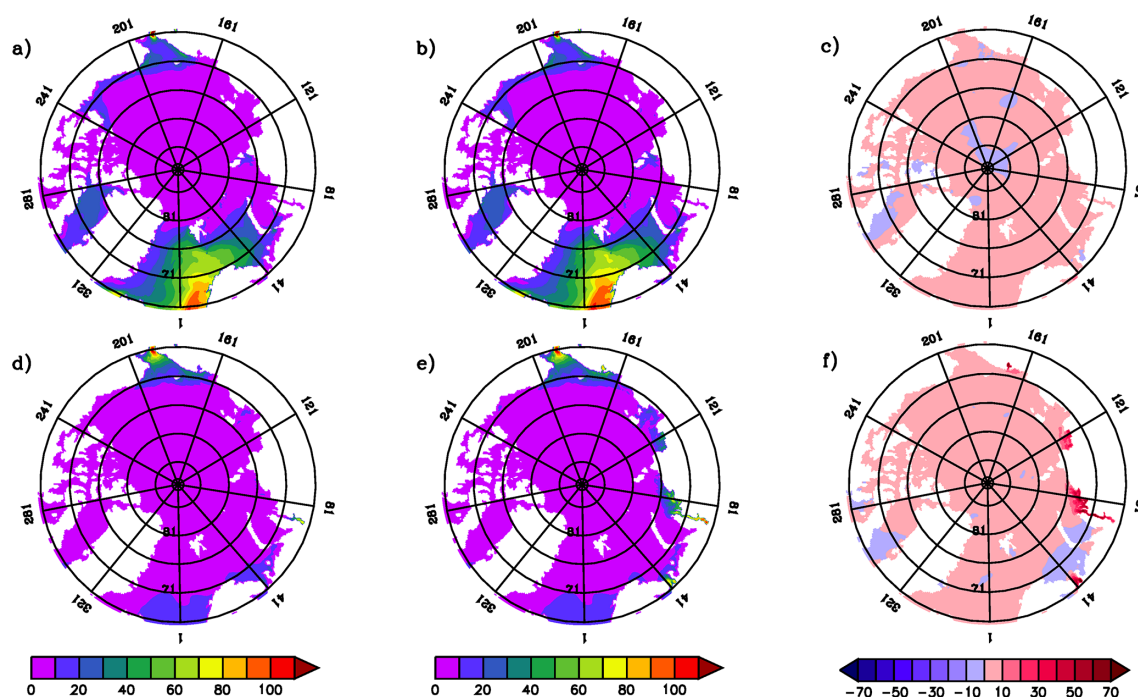 a) 201 161 121 81 41 1 321 281 241 81 71
b) 201 161 121 81 41 1 321 281 241 81 71
c) 201 161 121 41 1 321 281 241 81 71
d) 201 161 121 81 41 1 321 281 241 81 71
e) 201 161 121 81 41 1 321 281 241 81 71
f) 201 161 121 41 1 321 281 241 81 71
0 20 40 60 80 100
0 20 40 60 80 100
−70 −50 −30 −10 10 30 50 70